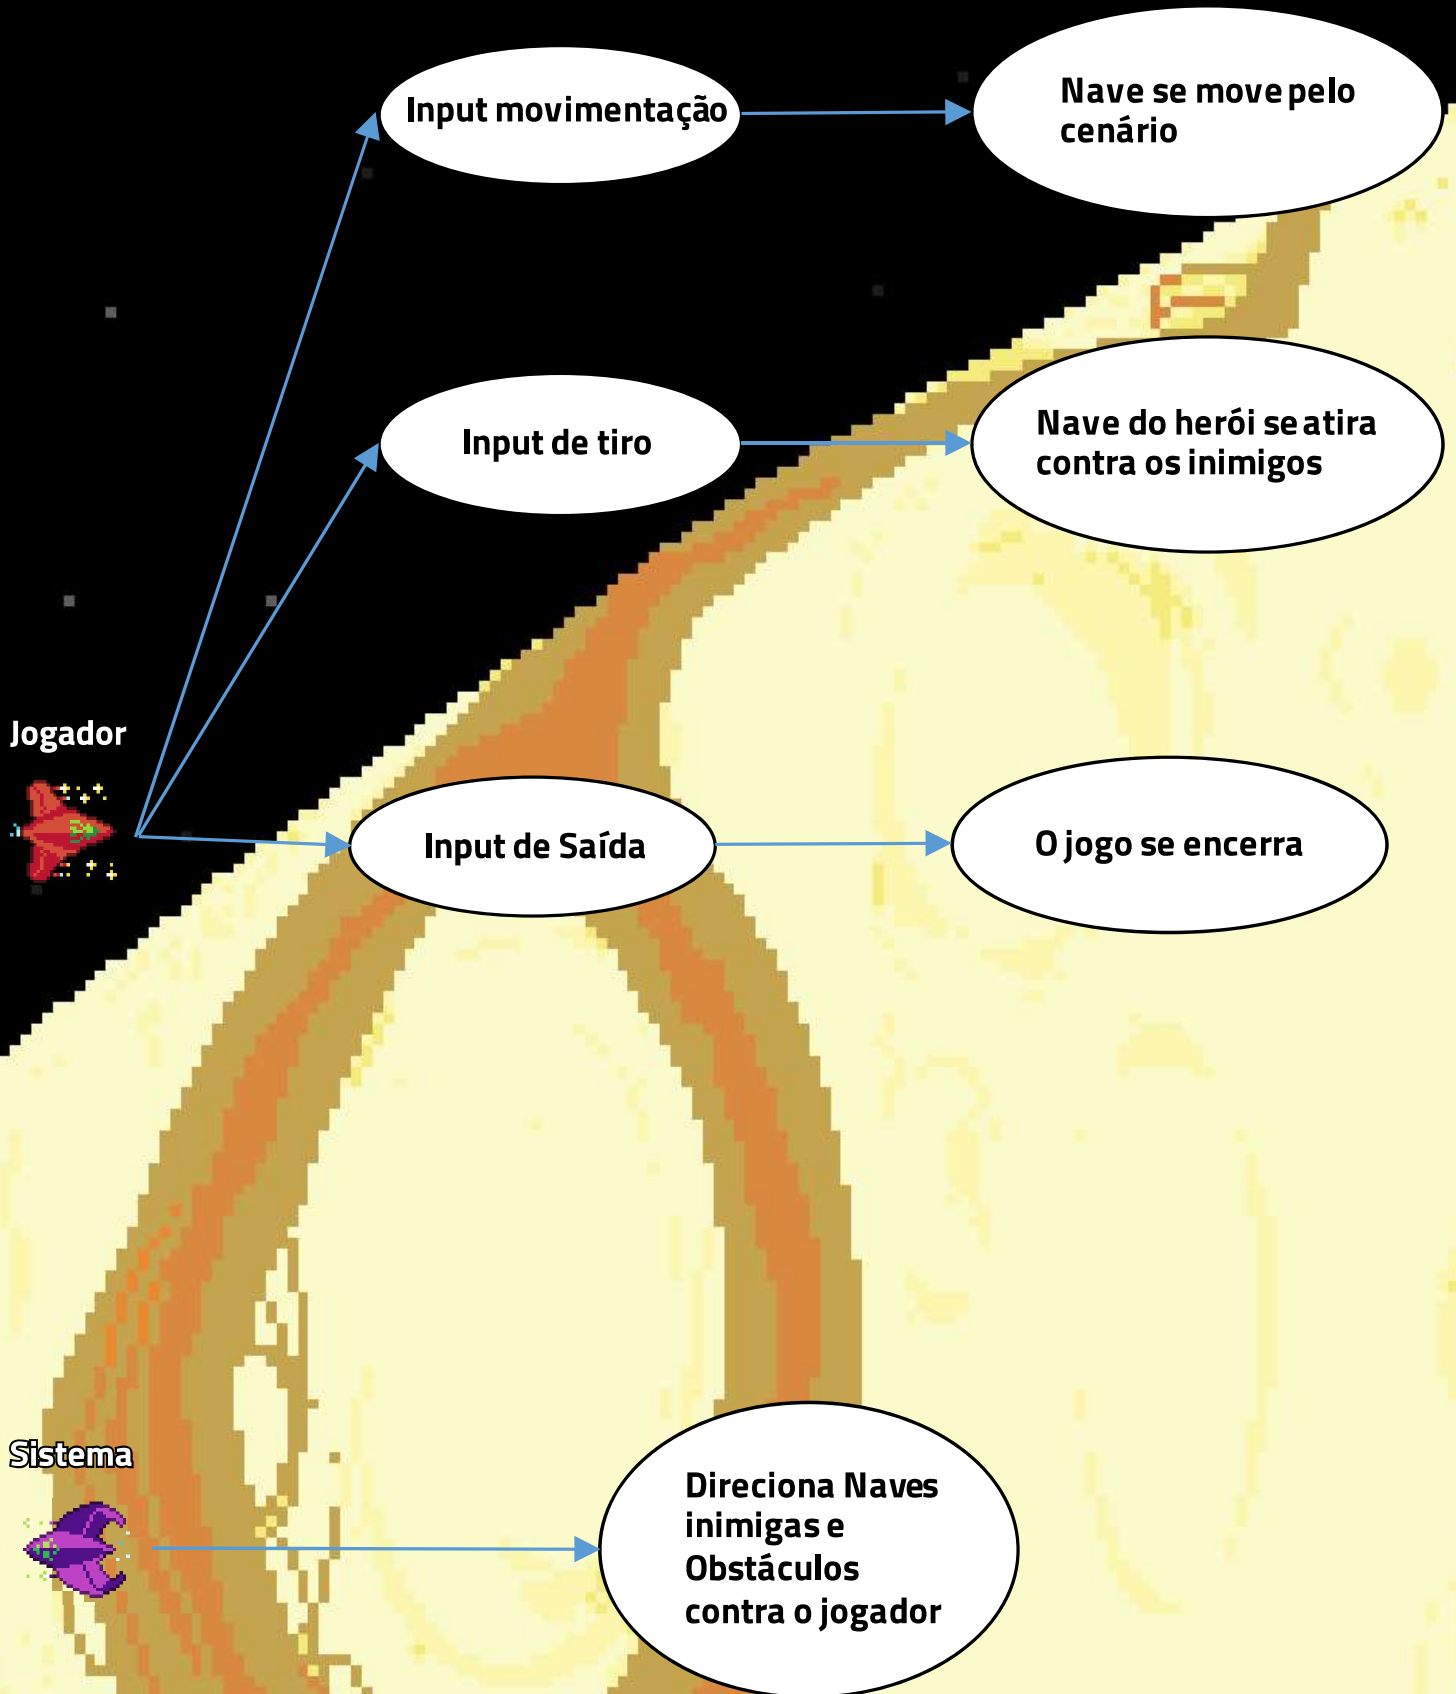 Input movimentação
Nave se move pelo
cenário
Input de tiro
Nave do herói se atira
contra os inimigos
Jogador
Input de Saída
O jogo se encerra
Sistema
Direciona Naves
inimigas e
Obstáculos
contra o jogador